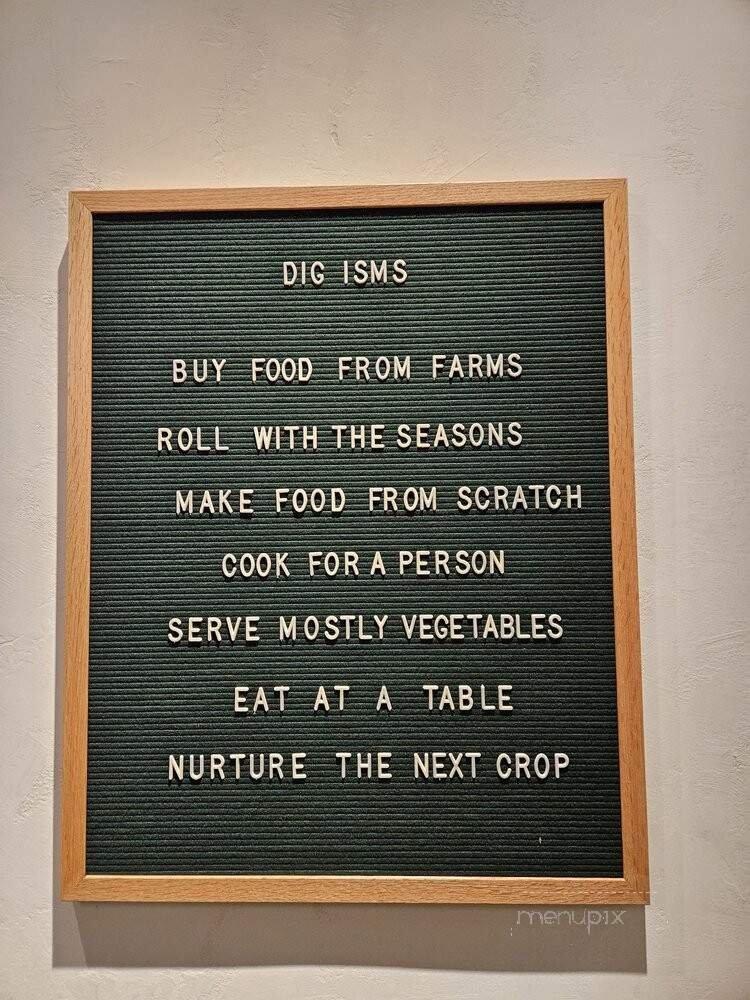 DIG ISMS
BUY FOOD FROM FARMS
ROLL WITH THE SEASONS
MAKE FOOD FROM SCRATCH
COOK FOR A PERSON
SERVE MOSTLY VEGETABLES
EAT AT A TABLE
NURTURE THE NEXT CROP
menupix